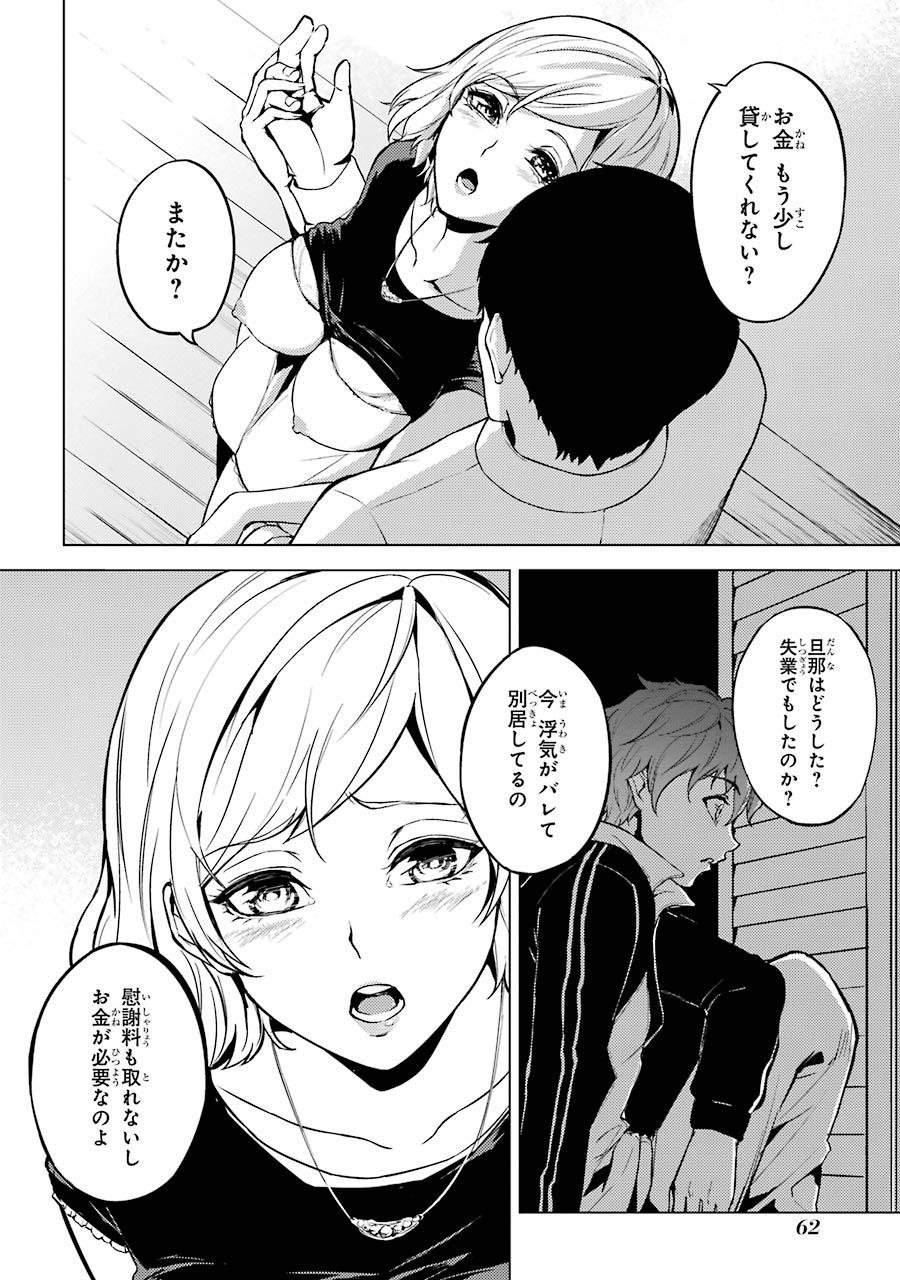 お金 もう少し
貸してくれない？
またか？
旦那はどうした？
失業でもしたのか？
今 浮気がバレて
別居してるの
慰謝料も取れないし
お金が必要なのよ
62